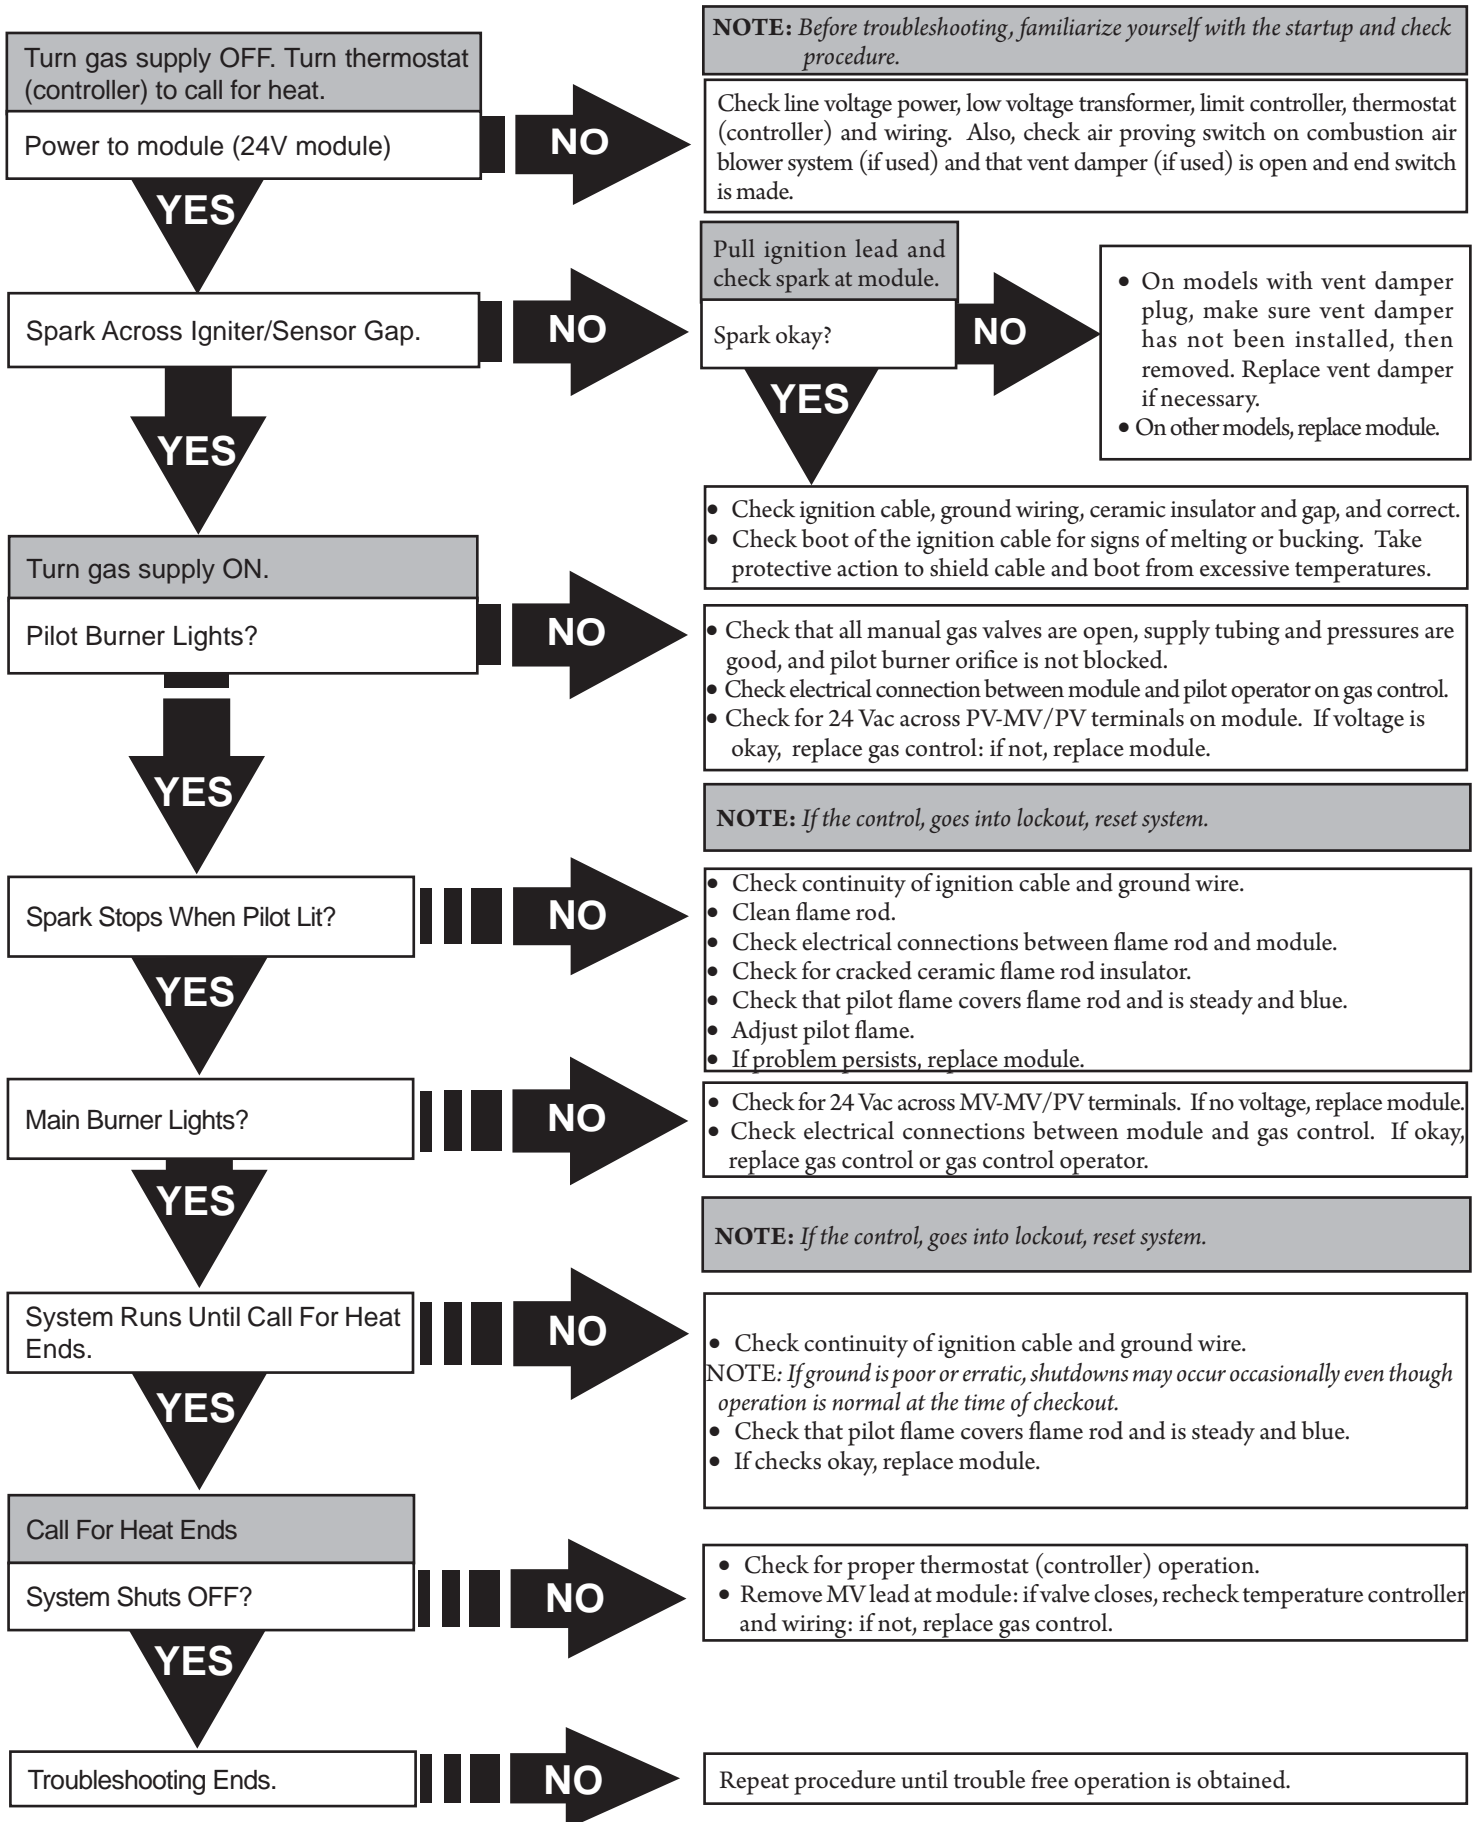 NOTE: Before troubleshooting, familiarize yourself with the startup and check
procedure.
Turn gas supply OFF. Turn thermostat
(controller) to call for heat.
Power to module (24V module)
NO
Check line voltage power, low voltage transformer, limit controller, thermostat
(controller) and wiring. Also, check air proving switch on combustion air
blower system (if used) and that vent damper (if used) is open and end switch
is made.
YES
Spark Across Igniter/Sensor Gap.
NO
Pull ignition lead and
check spark at module.
Spark okay?
NO
• On models with vent damper
plug, make sure vent damper
has not been installed, then
removed. Replace vent damper
if necessary.
• On other models, replace module.
YES
• Check ignition cable, ground wiring, ceramic insulator and gap, and correct.
• Check boot of the ignition cable for signs of melting or bucking. Take
protective action to shield cable and boot from excessive temperatures.
YES
Turn gas supply ON.
Pilot Burner Lights?
NO
• Check that all manual gas valves are open, supply tubing and pressures are
good, and pilot burner orifice is not blocked.
• Check electrical connection between module and pilot operator on gas control.
• Check for 24 Vac across PV-MV/PV terminals on module. If voltage is
okay, replace gas control: if not, replace module.
YES
NOTE: If the control, goes into lockout, reset system.
Spark Stops When Pilot Lit?
NO
• Check continuity of ignition cable and ground wire.
• Clean flame rod.
• Check electrical connections between flame rod and module.
• Check for cracked ceramic flame rod insulator.
• Check that pilot flame covers flame rod and is steady and blue.
• Adjust pilot flame.
• If problem persists, replace module.
YES
Main Burner Lights?
NO
• Check for 24 Vac across MV-MV/PV terminals. If no voltage, replace module.
• Check electrical connections between module and gas control. If okay,
replace gas control or gas control operator.
YES
NOTE: If the control, goes into lockout, reset system.
System Runs Until Call For Heat
Ends.
NO
• Check continuity of ignition cable and ground wire.
NOTE: If ground is poor or erratic, shutdowns may occur occasionally even though
operation is normal at the time of checkout.
• Check that pilot flame covers flame rod and is steady and blue.
• If checks okay, replace module.
YES
Call For Heat Ends
System Shuts OFF?
NO
• Check for proper thermostat (controller) operation.
• Remove MV lead at module: if valve closes, recheck temperature controller
and wiring: if not, replace gas control.
YES
Troubleshooting Ends.
NO
Repeat procedure until trouble free operation is obtained.